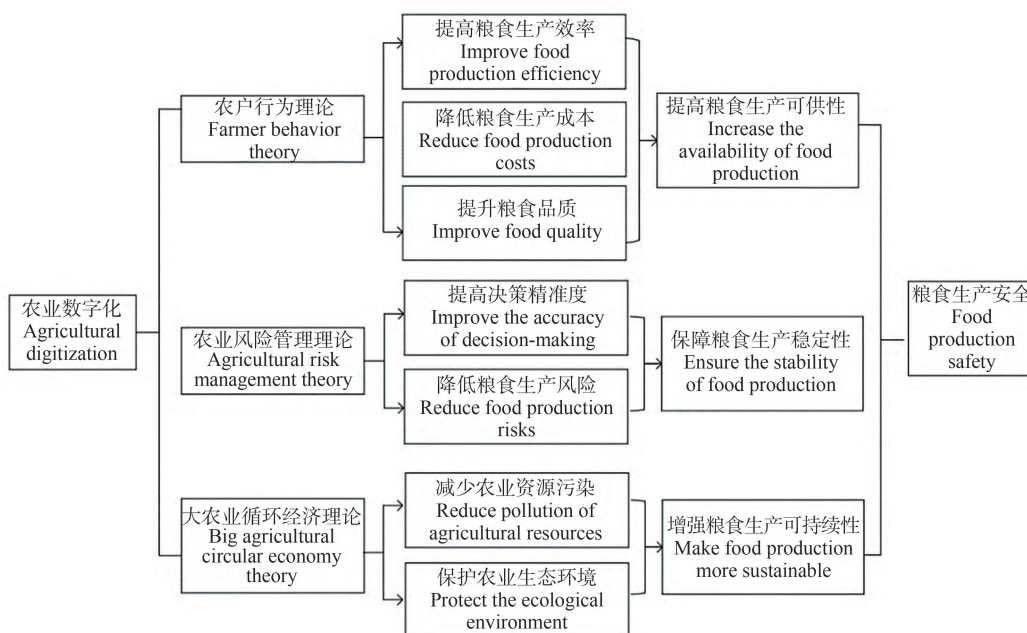 农业数字化
Agricultural
digitization
农户行为理论
Farmer behavior
theory
提高粮食生产效率
Improve food
production efficiency
降低粮食生产成本
Reduce food production
costs
提升粮食品质
Improve food quality
提高粮食生产可供性
Increase the
availability of food
production
农业风险管理理论
Agricultural risk
management theory
提高决策精准度
Improve the accuracy
of decision-making
降低粮食生产风险
Reduce food production
risks
保障粮食生产稳定性
Ensure the stability
of food production
大农业循环经济理论
Big agricultural
circular economy
theory
减少农业资源污染
Reduce pollution of
agricultural resources
保护农业生态环境
Protect the ecological
environment
增强粮食生产可持续性
Make food production
more sustainable
粮食生产安全
Food
production
safety